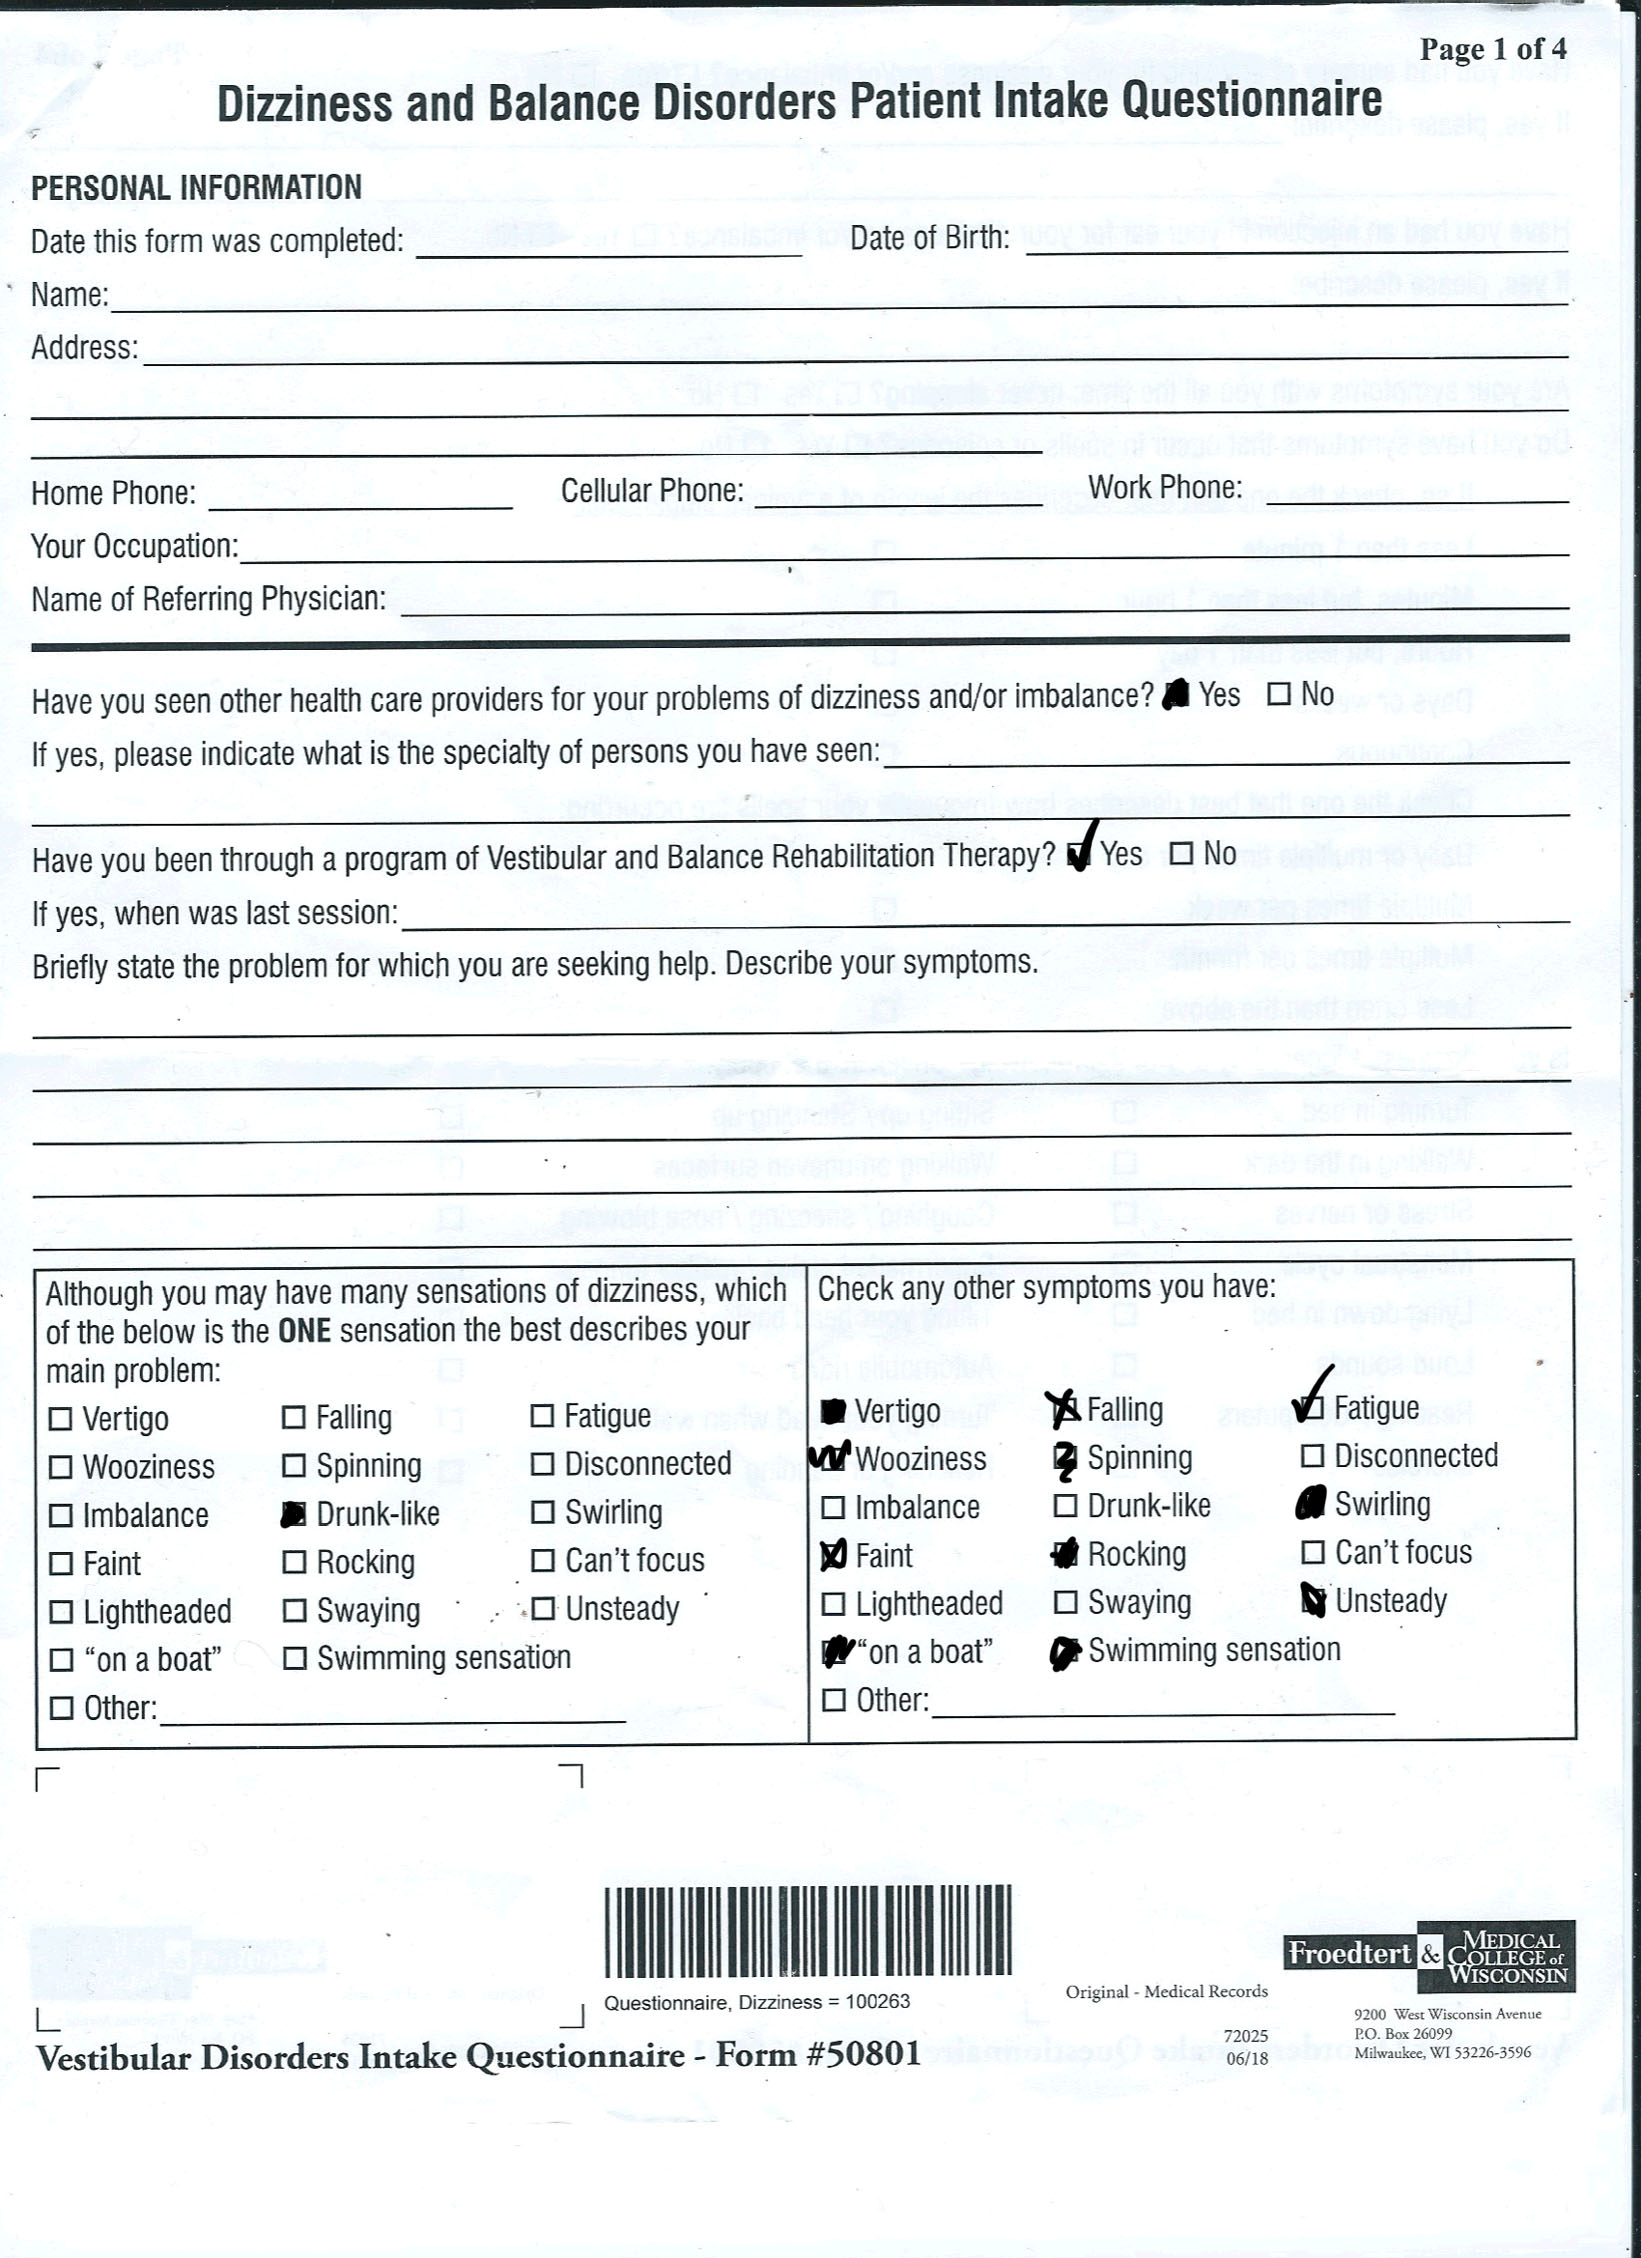 Page 1 of 4
Dizziness and Balance Disorders Patient Intake Questionnaire
PERSONAL INFORMATION
Date this form was completed: Date of Birth:
Name:
Address:
Home Phone: Cellular Phone: Work Phone:
Your Occupation:
Name of Referring Physician:
Have you seen other health care providers for your problems of dizziness and/or imbalance? ☒ Yes ☐ No
If yes, please indicate what is the specialty of persons you have seen:
Have you been through a program of Vestibular and Balance Rehabilitation Therapy? ☒ Yes ☐ No
If yes, when was last session:
Briefly state the problem for which you are seeking help. Describe your symptoms.
Although you may have many sensations of dizziness, which
of the below is the ONE sensation the best describes your
main problem:
☐ Vertigo ☐ Falling ☐ Fatigue
☐ Wooziness ☐ Spinning ☐ Disconnected
☐ Imbalance ☒ Drunk-like ☐ Swirling
☐ Faint ☐ Rocking ☐ Can't focus
☐ Lightheaded ☐ Swaying ☐ Unsteady
☐ "on a boat" ☐ Swimming sensation
☐ Other:
Check any other symptoms you have:
☒ Vertigo ☒ Falling ☒ Fatigue
☒ Wooziness ☒ Spinning ☐ Disconnected
☐ Imbalance ☐ Drunk-like ☒ Swirling
☒ Faint ☒ Rocking ☐ Can't focus
☐ Lightheaded ☐ Swaying ☒ Unsteady
☒ "on a boat" ☒ Swimming sensation
☐ Other:
Questionnaire, Dizziness = 100263
Vestibular Disorders Intake Questionnaire - Form #50801
Original - Medical Records
72025
06/18
Froedtert & MEDICAL
COLLEGE of
WISCONSIN
9200 West Wisconsin Avenue
P.O. Box 26099
Milwaukee, WI 53226-3596